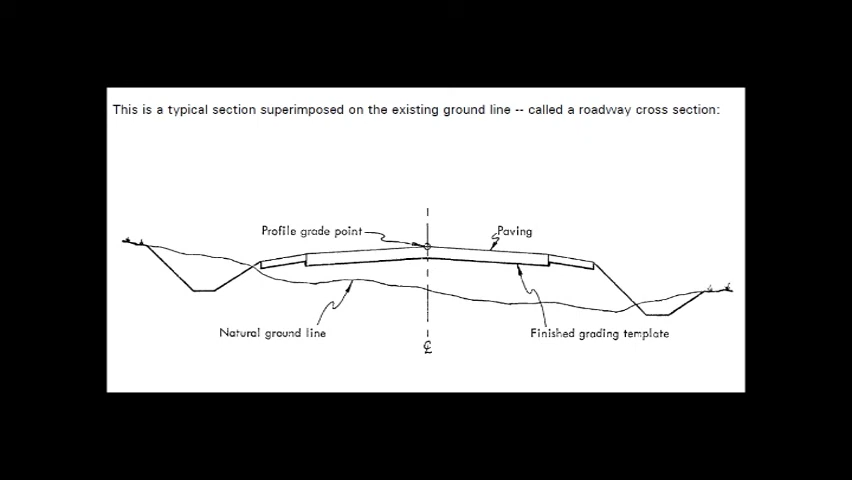 This is a typical section superimposed on the existing ground line -- called a roadway cross section:
Profile grade point
Paving
Natural ground line
Finished grading template
℄